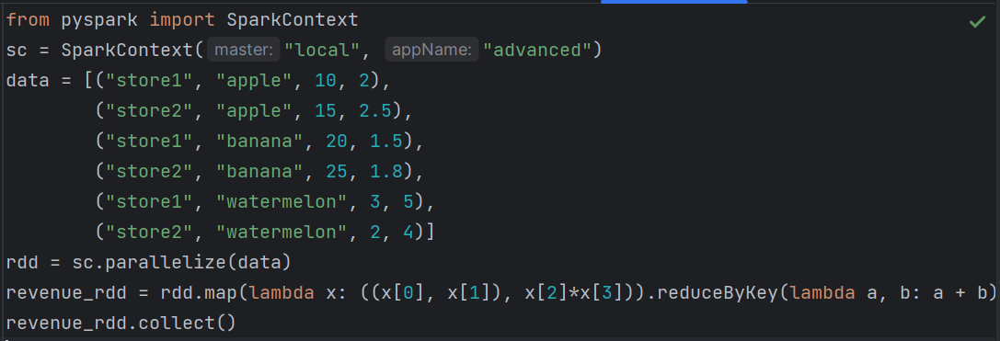 from pyspark import SparkContext
sc = SparkContext( master: "local", appName: "advanced")
data = [("store1", "apple", 10, 2),
        ("store2", "apple", 15, 2.5),
        ("store1", "banana", 20, 1.5),
        ("store2", "banana", 25, 1.8),
        ("store1", "watermelon", 3, 5),
        ("store2", "watermelon", 2, 4)]
rdd = sc.parallelize(data)
revenue_rdd = rdd.map(lambda x: ((x[0], x[1]), x[2]*x[3])).reduceByKey(lambda a, b: a + b)
revenue_rdd.collect()